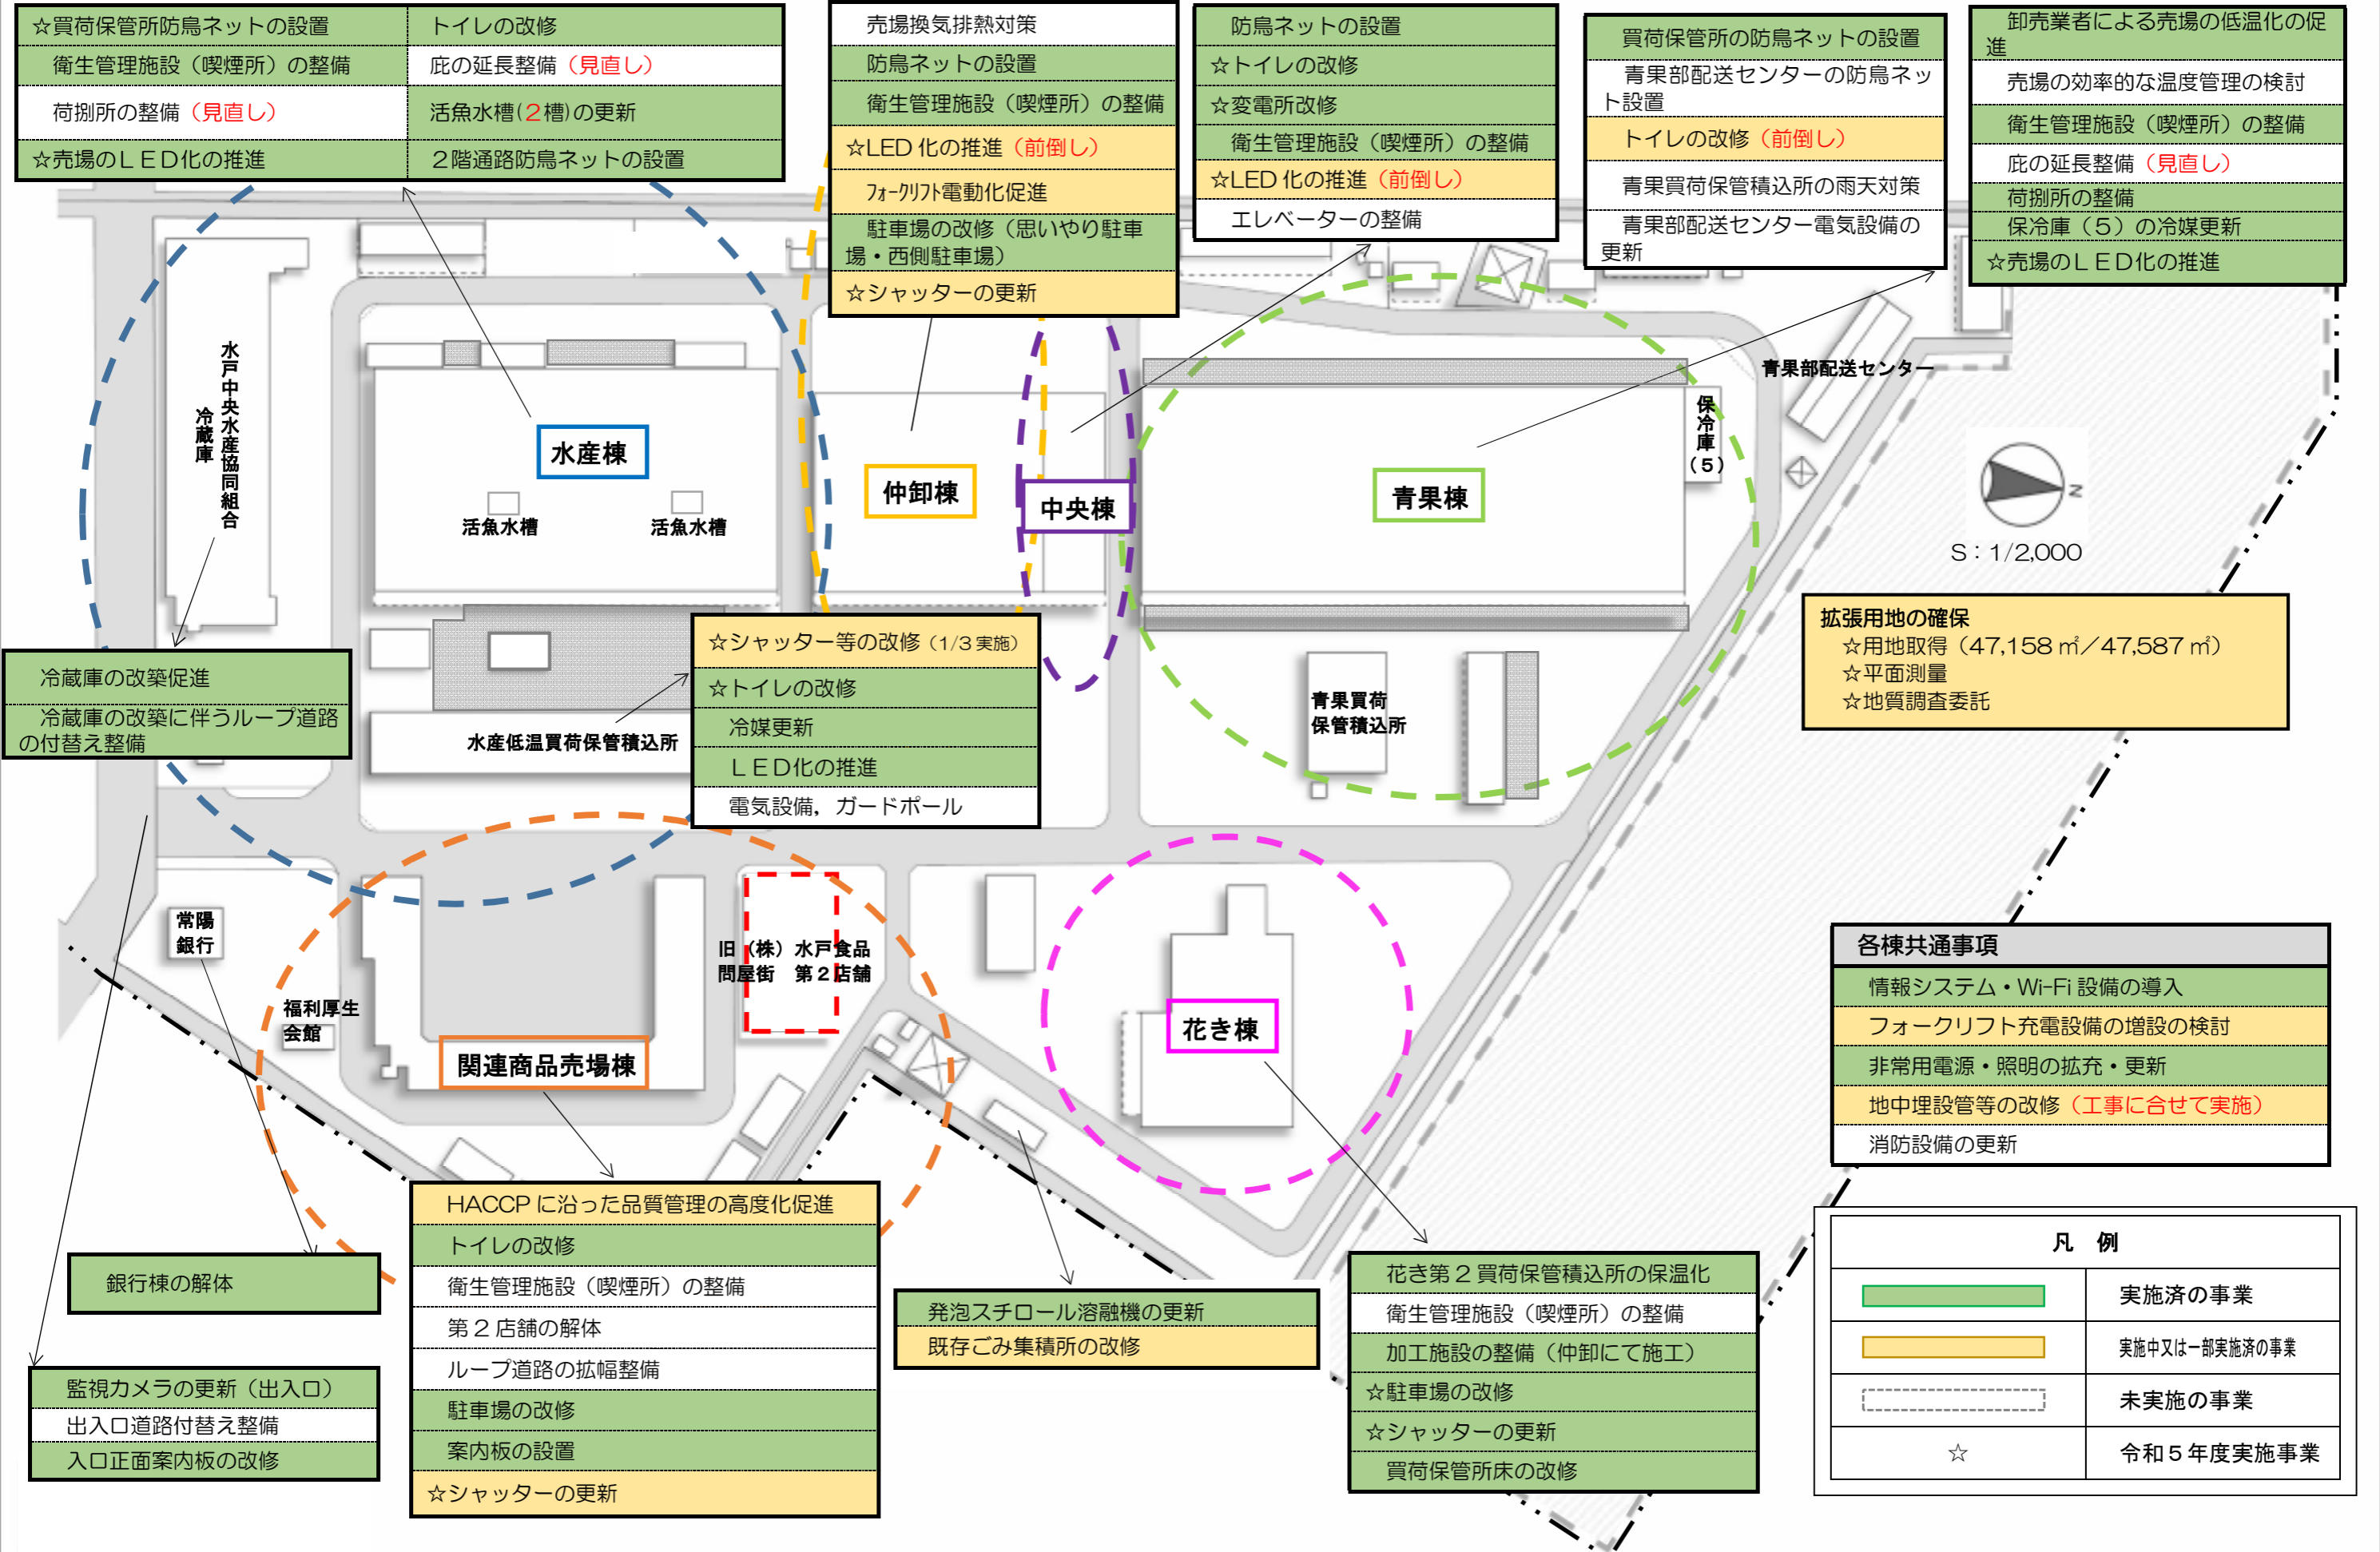 ☆買荷保管所防鳥ネットの設置
トイレの改修
衛生管理施設（喫煙所）の整備
庇の延長整備（見直し）
荷捌所の整備（見直し）
活魚水槽(２槽)の更新
☆売場のＬＥＤ化の推進
２階通路防鳥ネットの設置
売場換気排熱対策
防鳥ネットの設置
衛生管理施設（喫煙所）の整備
☆LED 化の推進（前倒し）
ﾌｫｰｸﾘﾌﾄ電動化促進
駐車場の改修（思いやり駐車
場・西側駐車場）
☆シャッターの更新
防鳥ネットの設置
☆トイレの改修
☆変電所改修
衛生管理施設（喫煙所）の整備
☆LED 化の推進（前倒し）
エレベーターの整備
買荷保管所の防鳥ネットの設置
青果部配送センターの防鳥ネッ
ト設置
トイレの改修（前倒し）
青果買荷保管積込所の雨天対策
青果部配送センター電気設備の
更新
卸売業者による売場の低温化の促
進
売場の効率的な温度管理の検討
衛生管理施設（喫煙所）の整備
庇の延長整備（見直し）
荷捌所の整備
保冷庫（５）の冷媒更新
☆売場のＬＥＤ化の推進
水戸中央水産協同組合
冷蔵庫
水産棟
活魚水槽
活魚水槽
仲卸棟
中央棟
青果棟
保冷庫（５）
青果部配送センター
N
S：1/2,000
拡張用地の確保
☆用地取得（47,158 ㎡／47,587 ㎡）
☆平面測量
☆地質調査委託
冷蔵庫の改築促進
冷蔵庫の改築に伴うループ道路
の付替え整備
水産低温買荷保管積込所
☆シャッター等の改修（1/3 実施）
☆トイレの改修
冷媒更新
ＬＥＤ化の推進
電気設備，ガードポール
青果買荷
保管積込所
常陽
銀行
福利厚生
会館
関連商品売場棟
旧（株）水戸食品
問屋街　第２店舗
花き棟
各棟共通事項
情報システム・Wi-Fi 設備の導入
フォークリフト充電設備の増設の検討
非常用電源・照明の拡充・更新
地中埋設管等の改修（工事に合せて実施）
消防設備の更新
銀行棟の解体
監視カメラの更新（出入口）
出入口道路付替え整備
入口正面案内板の改修
HACCP に沿った品質管理の高度化促進
トイレの改修
衛生管理施設（喫煙所）の整備
第２店舗の解体
ループ道路の拡幅整備
駐車場の改修
案内板の設置
☆シャッターの更新
発泡スチロール溶融機の更新
既存ごみ集積所の改修
花き第２買荷保管積込所の保温化
衛生管理施設（喫煙所）の整備
加工施設の整備（仲卸にて施工）
☆駐車場の改修
☆シャッターの更新
買荷保管所床の改修
凡　例
実施済の事業
実施中又は一部実施済の事業
未実施の事業
☆
令和５年度実施事業